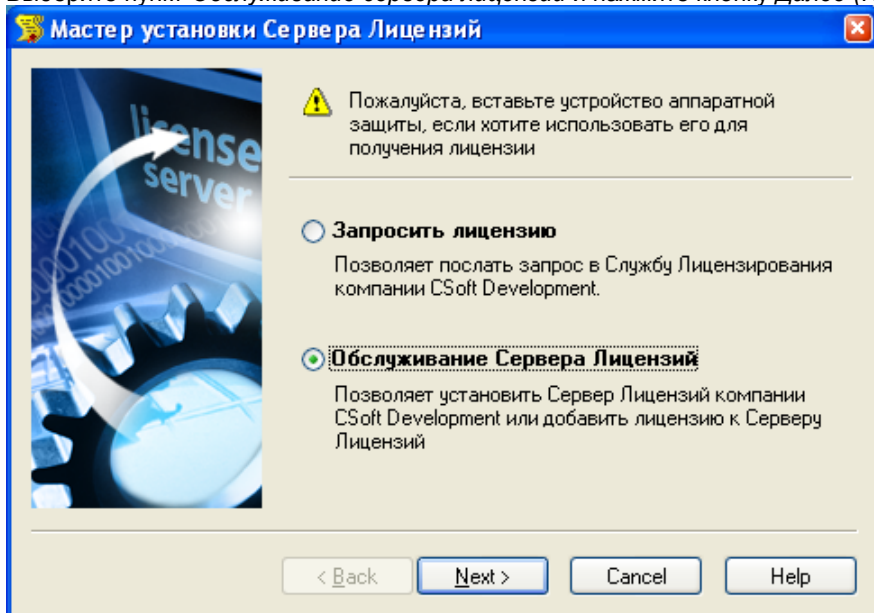 Мастер установки Сервера Лицензий
license
server
Пожалуйста, вставьте устройство аппаратной
защиты, если хотите использовать его для
получения лицензии
Запросить лицензию
Позволяет послать запрос в Службу Лицензирования
компании CSoft Development.
Обслуживание Сервера Лицензий
Позволяет установить Сервер Лицензий компании
CSoft Development или добавить лицензию к Серверу
Лицензий
< Back
Next >
Cancel
Help